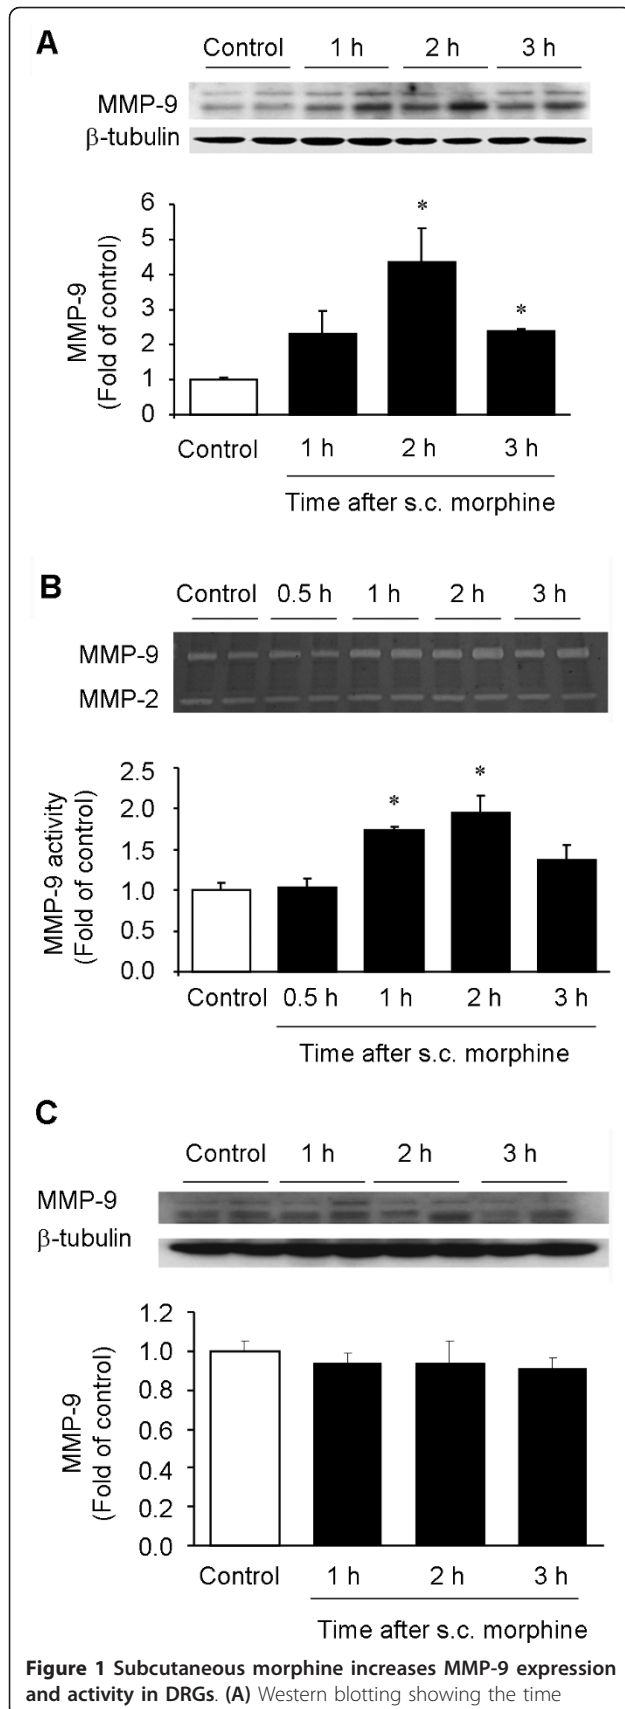 A
Control 1 h 2 h 3 h
MMP-9
β-tubulin
6
5
4
3
2
1
0
MMP-9
(Fold of control)
*
*
Control 1 h 2 h 3 h
Time after s.c. morphine
B
Control 0.5 h 1 h 2 h 3 h
MMP-9
MMP-2
2.5
2.0
1.5
1.0
0.5
0.0
MMP-9 activity
(Fold of control)
*
*
Control 0.5 h 1 h 2 h 3 h
Time after s.c. morphine
C
Control 1 h 2 h 3 h
MMP-9
β-tubulin
1.2
1.0
0.8
0.6
0.4
0.2
0.0
MMP-9
(Fold of control)
Control 1 h 2 h 3 h
Time after s.c. morphine
Figure 1 Subcutaneous morphine increases MMP-9 expression
and activity in DRGs. (A) Western blotting showing the time